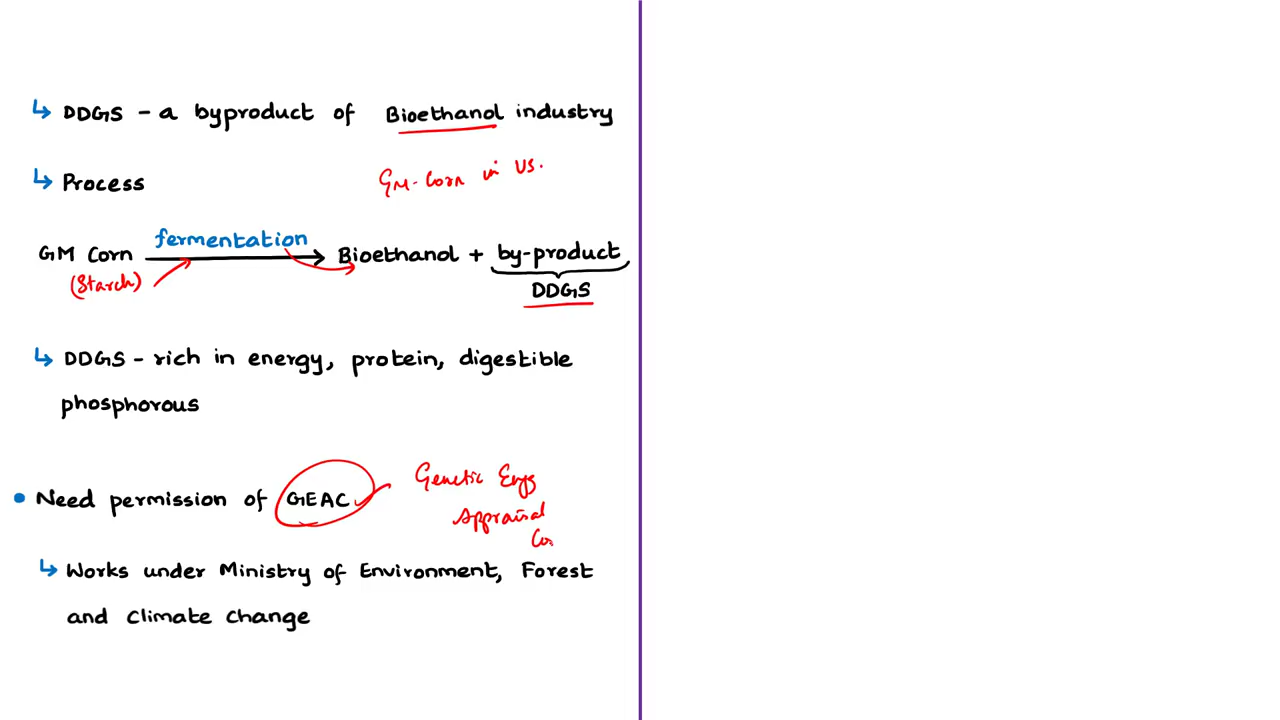 ↳ DDGS - a byproduct of Bioethanol industry
↳ Process
GM-Corn in US.
fermentation
GM Corn → Bioethanol + by-product
(Starch)
DDGS
↳ DDGS - rich in energy, protein, digestible
phosphorous
Genetic Engg
• Need permission of GEAC
Appraisal
Co
↳ Works under Ministry of Environment, Forest
and Climate Change